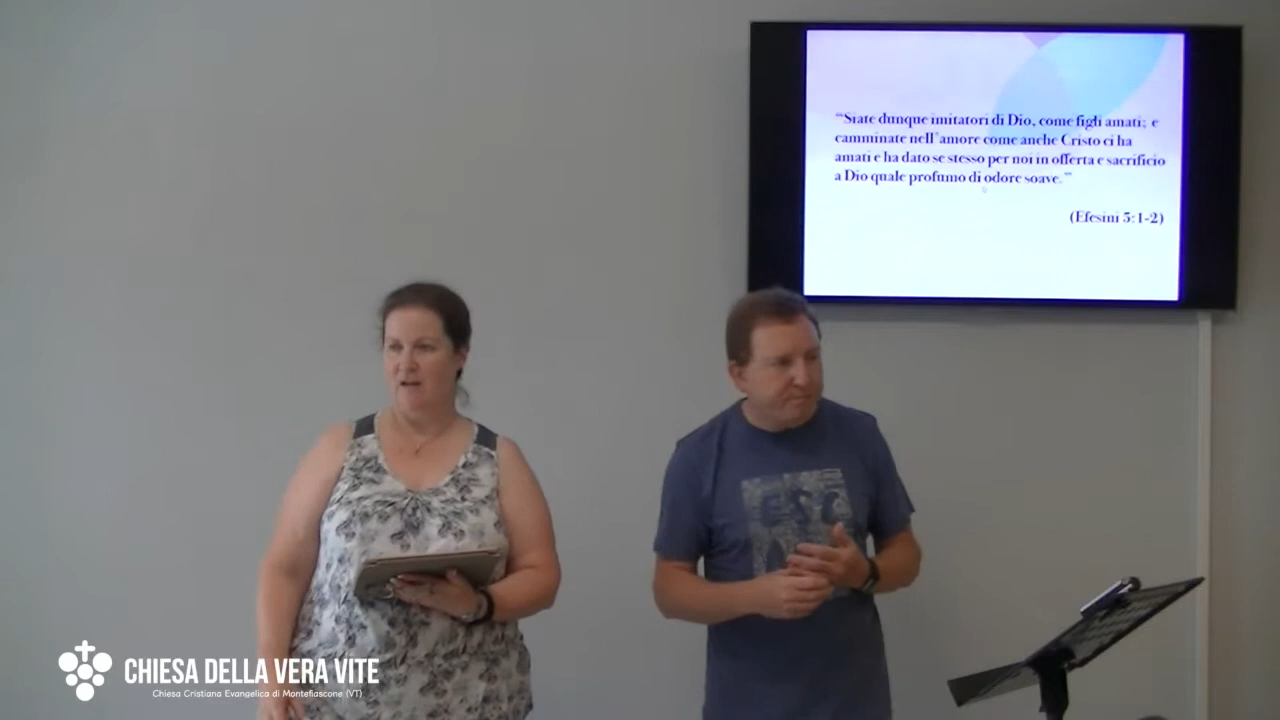 “Siate dunque imitatori di Dio, come figli amati; e
camminate nell'amore come anche Cristo ci ha
amati e ha dato se stesso per noi in offerta e sacrificio
a Dio quale profumo di odore soave.”
(Efesini 5:1-2)
CHIESA DELLA VERA VITE
Chiesa Cristiana Evangelica di Montefiascone (VT)